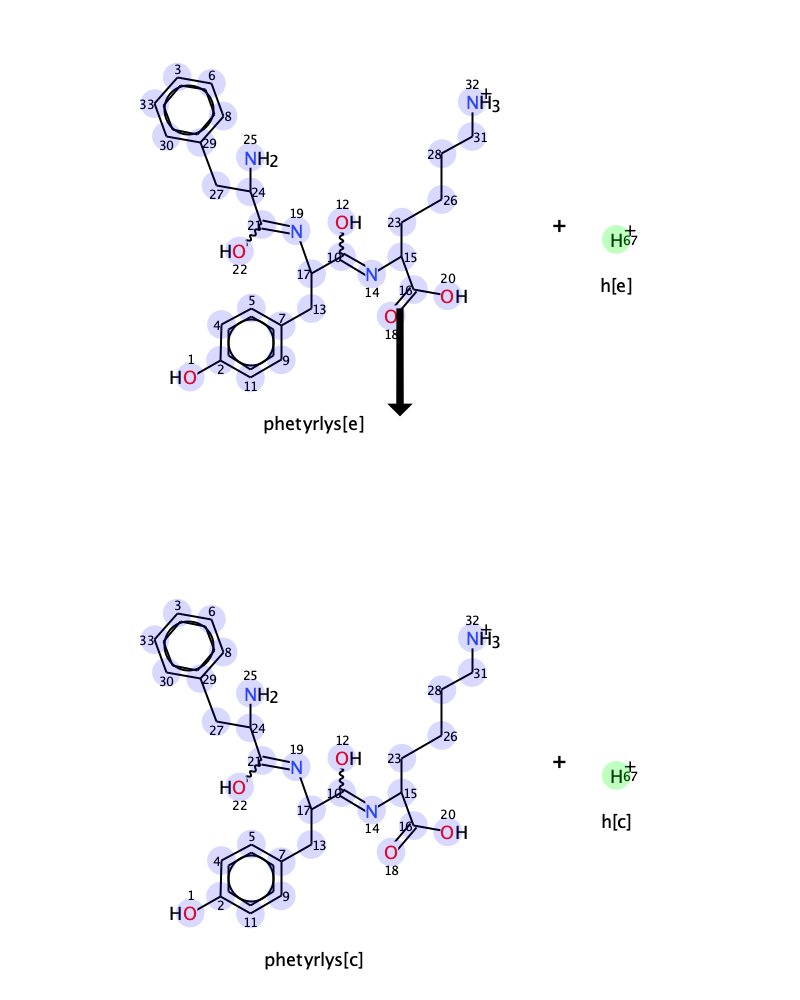 3
6
33
8
30
29
25
NH2
27
24
21
19
N
HO
22
12
OH
10
17
N
14
5
4
7
13
1
HO
2
9
11
32
NH3+
31
28
26
23
15
16
20
OH
O
18
+
H+
67
h[e]
phetyrlys[e]
3
6
33
8
30
29
25
NH2
27
24
21
19
N
HO
22
12
OH
10
17
N
14
5
4
7
13
1
HO
2
9
11
32
NH3+
31
28
26
23
15
16
20
OH
O
18
+
H+
67
h[c]
phetyrlys[c]